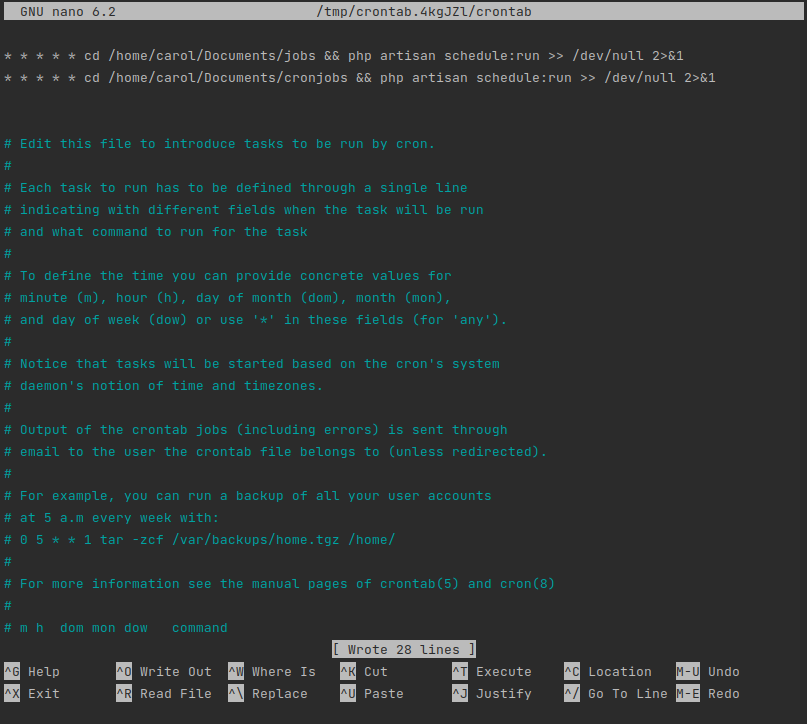 GNU nano 6.2 /tmp/crontab.4kgJZl/crontab
* * * * * cd /home/carol/Documents/jobs && php artisan schedule:run >> /dev/null 2>&1
* * * * * cd /home/carol/Documents/cronjobs && php artisan schedule:run >> /dev/null 2>&1
# Edit this file to introduce tasks to be run by cron.
#
# Each task to run has to be defined through a single line
# indicating with different fields when the task will be run
# and what command to run for the task
#
# To define the time you can provide concrete values for
# minute (m), hour (h), day of month (dom), month (mon),
# and day of week (dow) or use '*' in these fields (for 'any').
#
# Notice that tasks will be started based on the cron's system
# daemon's notion of time and timezones.
#
# Output of the crontab jobs (including errors) is sent through
# email to the user the crontab file belongs to (unless redirected).
#
# For example, you can run a backup of all your user accounts
# at 5 a.m every week with:
# 0 5 * * 1 tar -zcf /var/backups/home.tgz /home/
#
# For more information see the manual pages of crontab(5) and cron(8)
#
# m h  dom mon dow   command
[ Wrote 28 lines ]
^G Help ^O Write Out ^W Where Is ^K Cut ^T Execute ^C Location M-U Undo
^X Exit ^R Read File ^\ Replace ^U Paste ^J Justify ^/ Go To Line M-E Redo